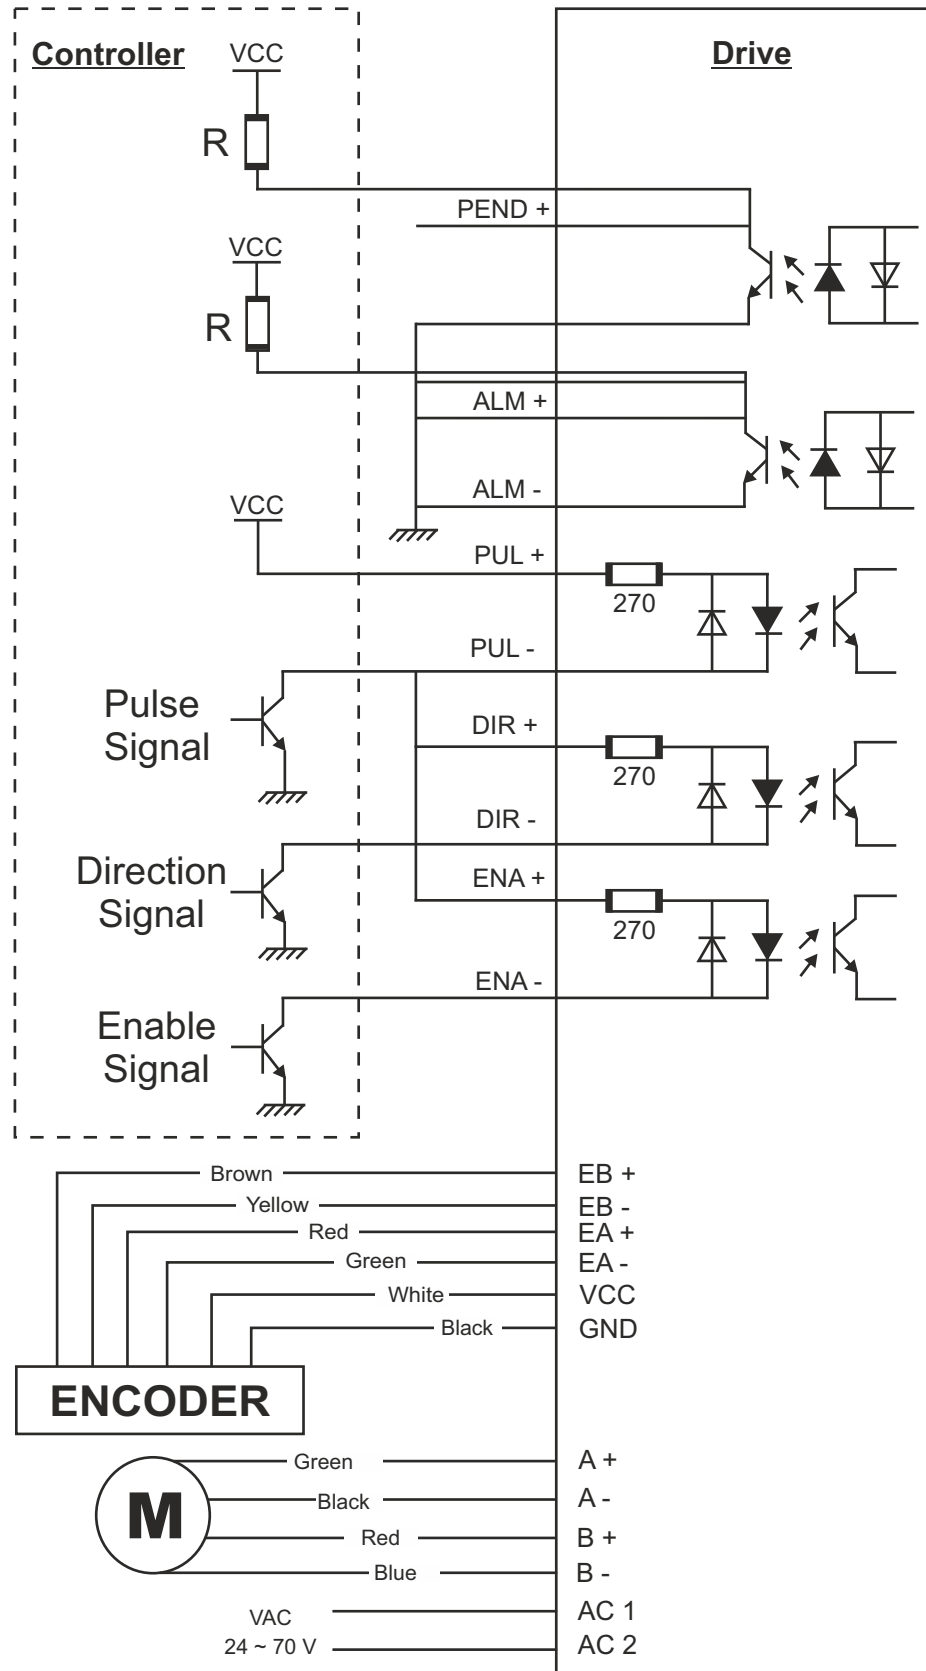 Controller
Drive
VCC
R
PEND +
VCC
R
ALM +
ALM -
VCC
PUL +
270
PUL -
Pulse
Signal
DIR +
270
DIR -
Direction
Signal
ENA +
270
ENA -
Enable
Signal
Brown
EB +
Yellow
EB -
Red
EA +
Green
EA -
White
VCC
Black
GND
ENCODER
Green
A +
M
Black
A -
Red
B +
Blue
B -
VAC
24 ~ 70 V
AC 1
AC 2